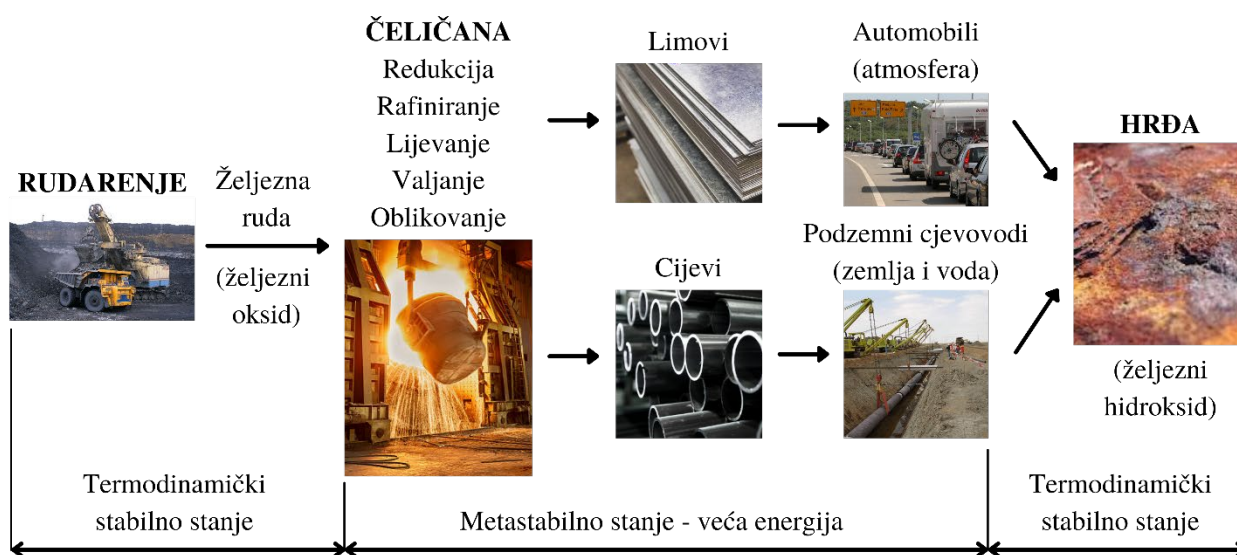 RUDARENJE
Željezna
ruda
(željezni
oksid)
ČELIČANA
Redukcija
Rafiniranje
Lijevanje
Valjanje
Oblikovanje
Limovi
Cijevi
Automobili
(atmosfera)
Podzemni cjevovodi
(zemlja i voda)
HRĐA
(željezni
hidroksid)
Termodinamički
stabilno stanje
Metastabilno stanje - veća energija
Termodinamički
stabilno stanje